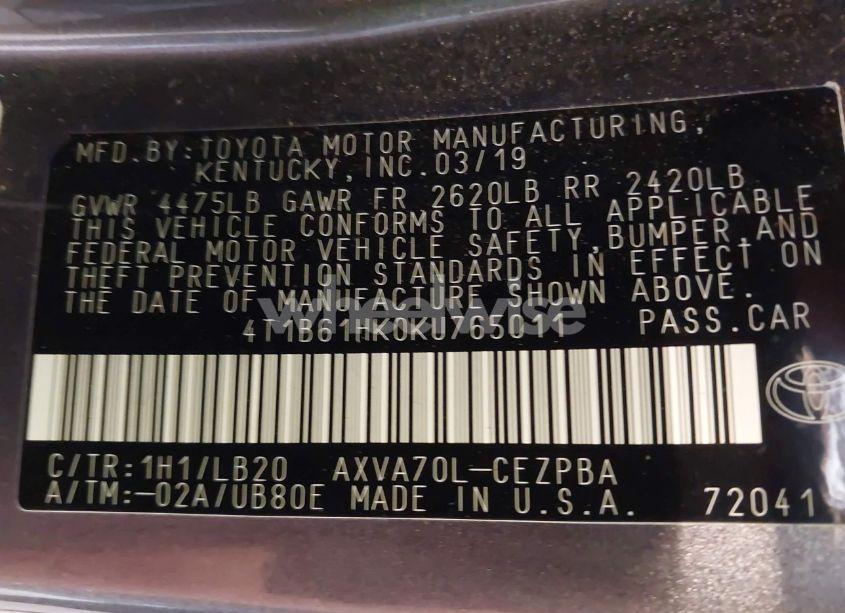 MFD. BY: TOYOTA MOTOR MANUFACTURING,
KENTUCKY, INC. 03/19
GVWR 4475LB GAWR FR 2620LB RR 2420LB
THIS VEHICLE CONFORMS TO ALL APPLICABLE
FEDERAL MOTOR VEHICLE SAFETY, BUMPER, AND
THEFT PREVENTION STANDARDS IN EFFECT ON
THE DATE OF MANUFACTURE SHOWN ABOVE.
wheelwise
4T1B61HK0KU765011 PASS. CAR
C/TR: 1H1/LB20 AXVA70L-CEZPBA
A/TM: -02A/UB80E MADE IN U.S.A. 72041